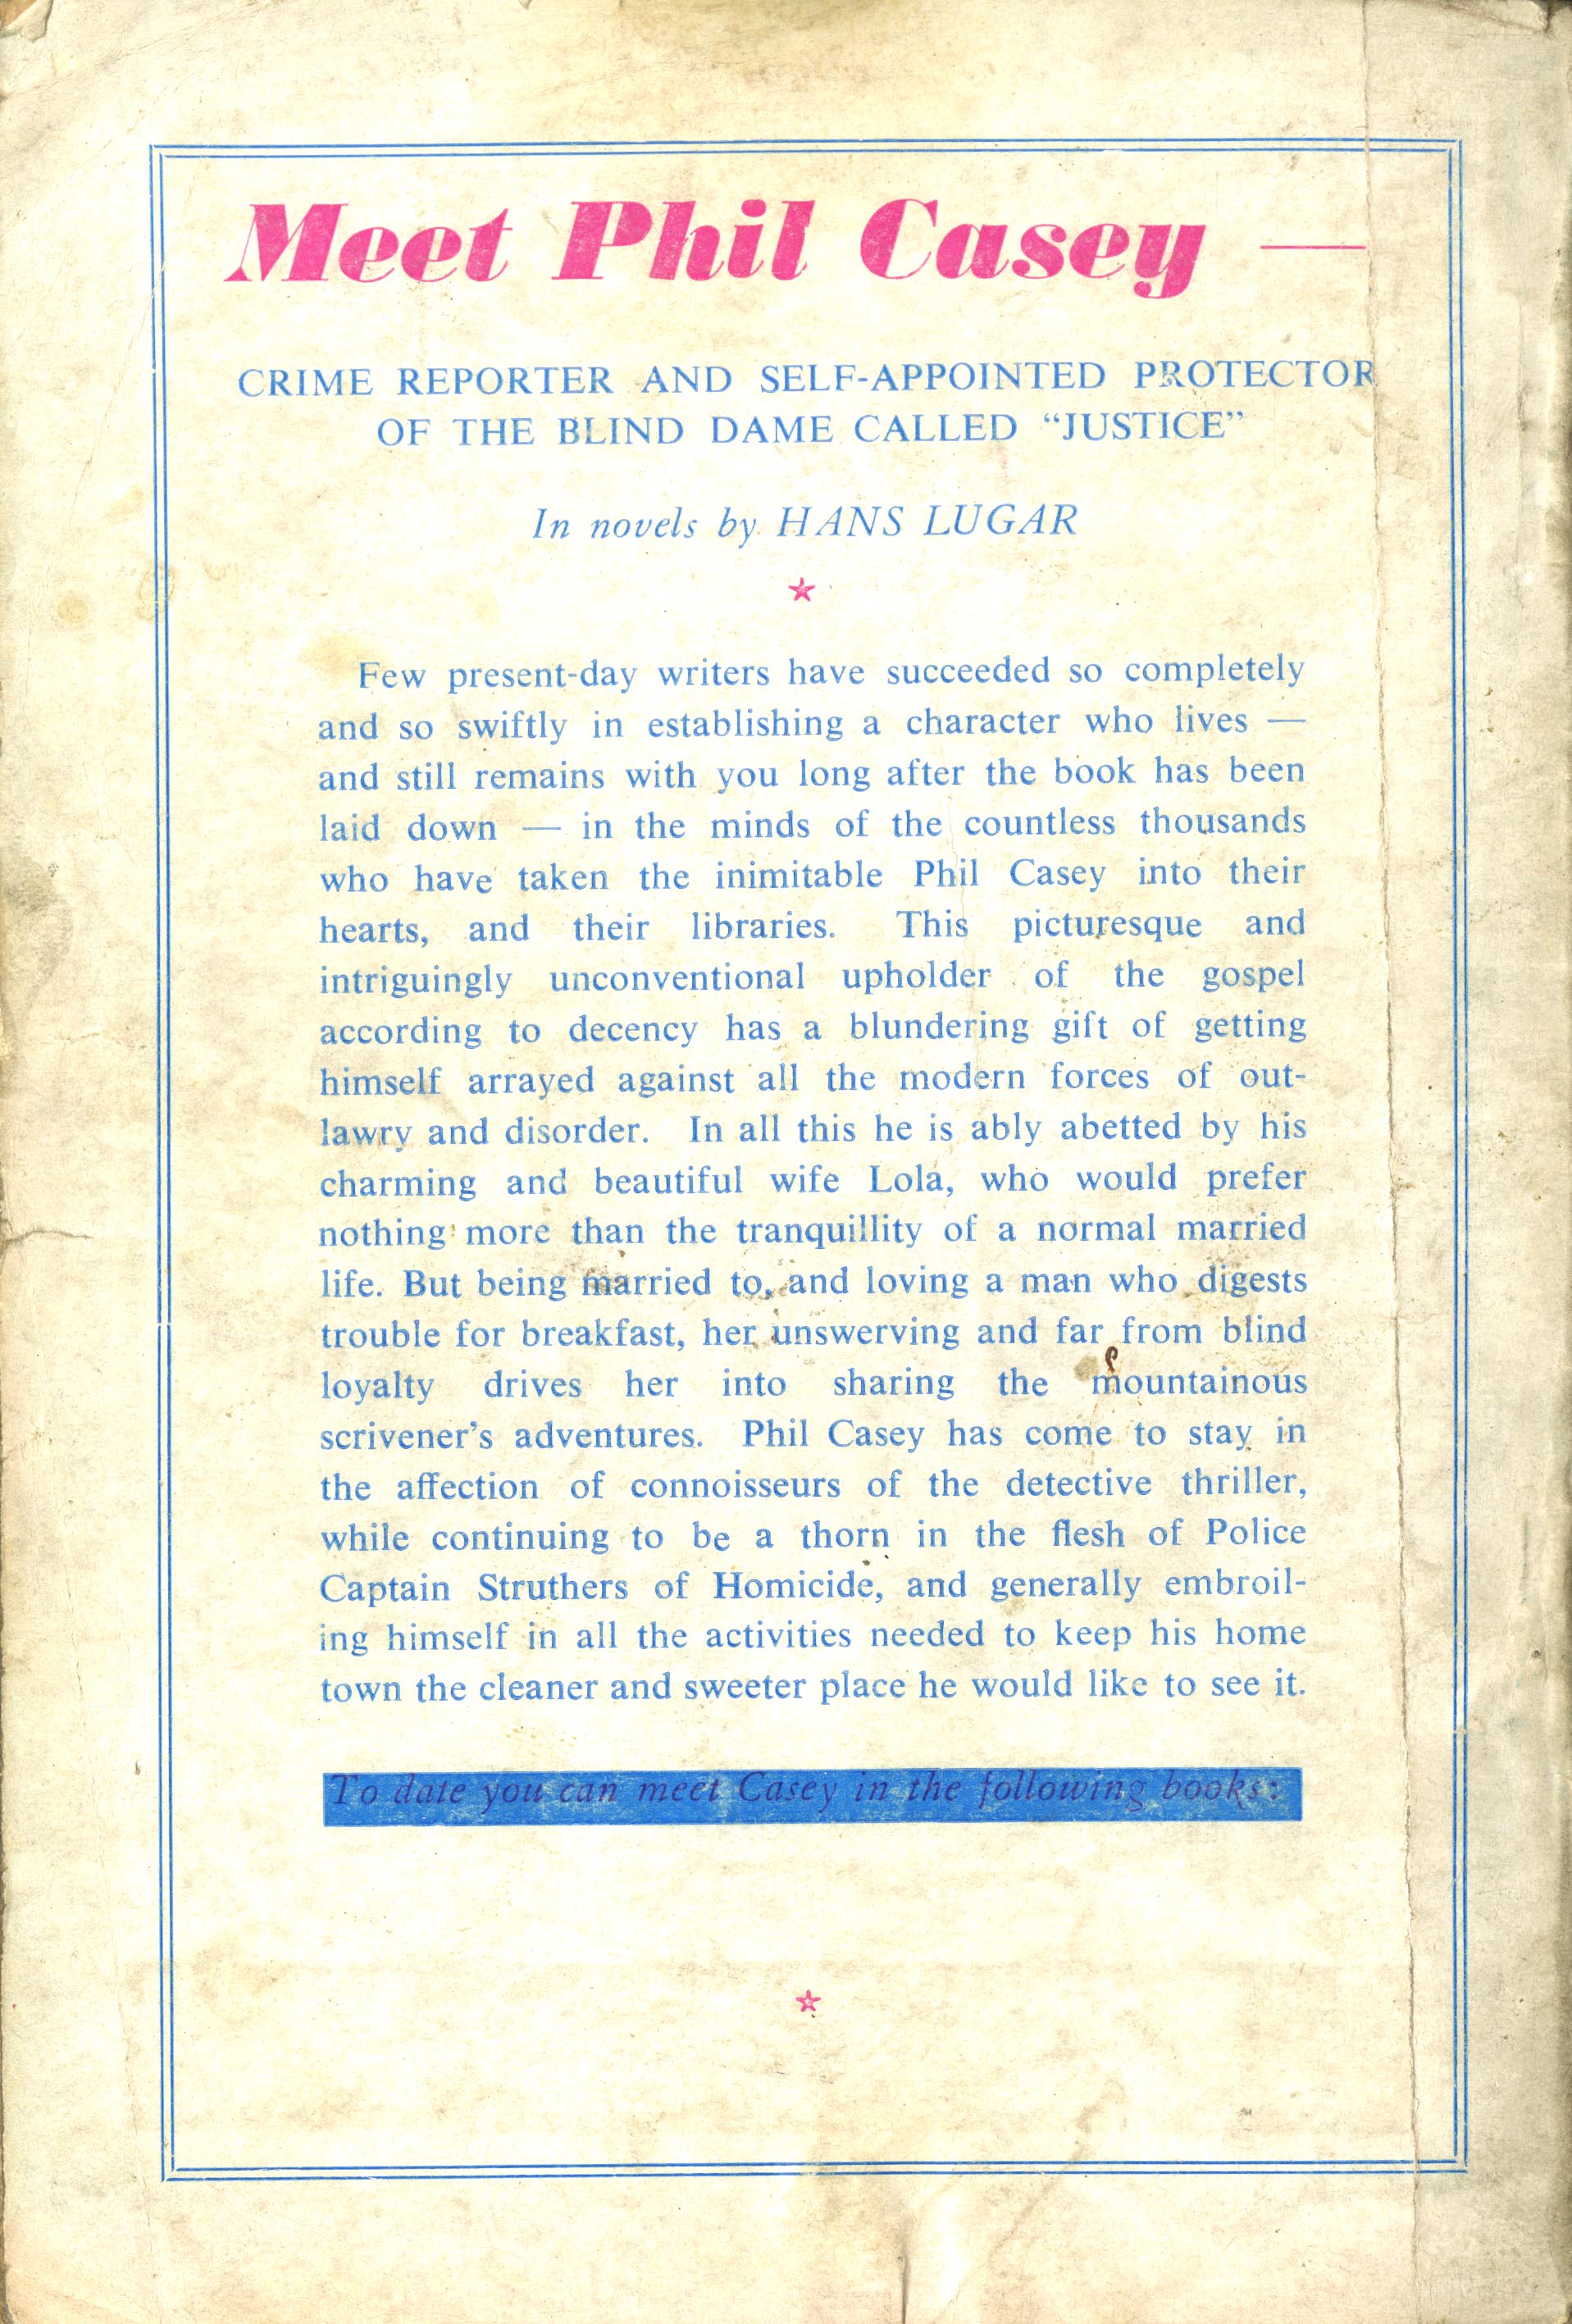 Meet Phil Casey —
CRIME REPORTER AND SELF-APPOINTED PROTECTOR
OF THE BLIND DAME CALLED “JUSTICE”
In novels by HANS LUGAR
Few present-day writers have succeeded so completely
and so swiftly in establishing a character who lives —
and still remains with you long after the book has been
laid down — in the minds of the countless thousands
who have taken the inimitable Phil Casey into their
hearts, and their libraries. This picturesque and
intriguingly unconventional upholder of the gospel
according to decency has a blundering gift of getting
himself arrayed against all the modern forces of out-
lawry and disorder. In all this he is ably abetted by his
charming and beautiful wife Lola, who would prefer
nothing more than the tranquillity of a normal married
life. But being married to, and loving a man who digests
trouble for breakfast, her unswerving and far from blind
loyalty drives her into sharing the mountainous
scrivener’s adventures. Phil Casey has come to stay in
the affection of connoisseurs of the detective thriller,
while continuing to be a thorn in the flesh of Police
Captain Struthers of Homicide, and generally embroil-
ing himself in all the activities needed to keep his home
town the cleaner and sweeter place he would like to see it.
To date you can meet Casey in the following books: